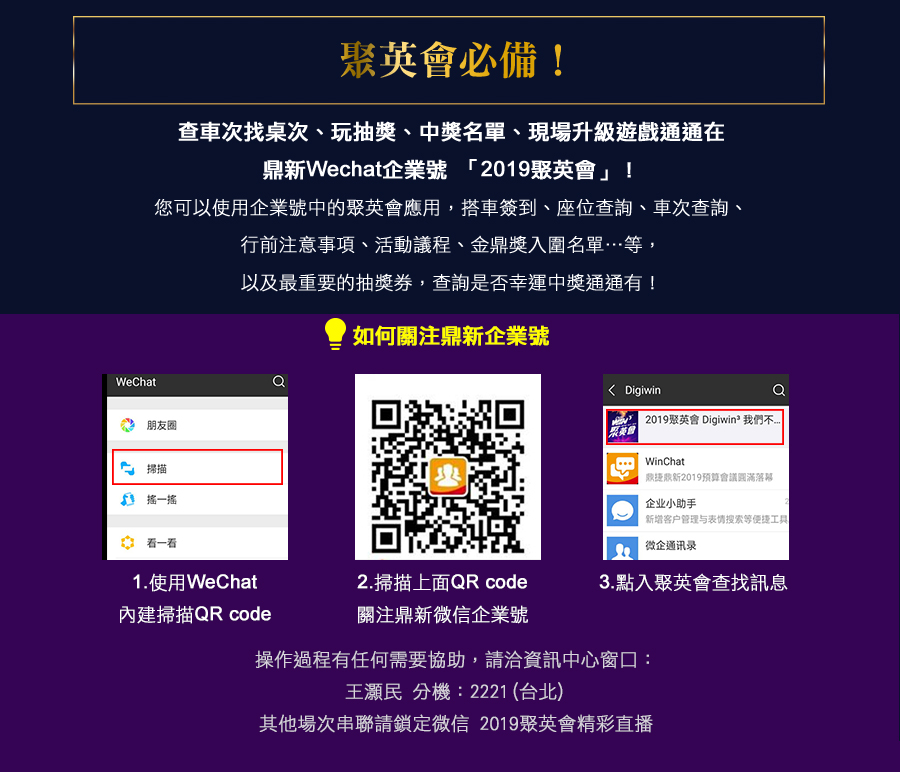 聚英會必備！
查車次找桌次、玩抽獎、中獎名單、現場升級遊戲通通在
鼎新Wechat企業號 「2019聚英會」！
您可以使用企業號中的聚英會應用，搭車簽到、座位查詢、車次查詢、
行前注意事項、活動議程、金鼎獎入圍名單⋯等，
以及最重要的抽獎券，查詢是否幸運中獎通通有！
如何關注鼎新企業號
WeChat
朋友圈
掃描
搖一搖
看一看
Digiwin
WIN³
聚英會
2019聚英會 Digiwin³ 我們不...
WinChat
鼎捷鼎新2019預算會議圓滿落幕
企业小助手
2
新增客户管理与表情搜索等便捷工具
微企通讯录
1.使用WeChat
內建掃描QR code
2.掃描上面QR code
關注鼎新微信企業號
3.點入聚英會查找訊息
操作過程有任何需要協助，請洽資訊中心窗口：
王灝民 分機：2221(台北)
其他場次串聯請鎖定微信 2019聚英會精彩直播